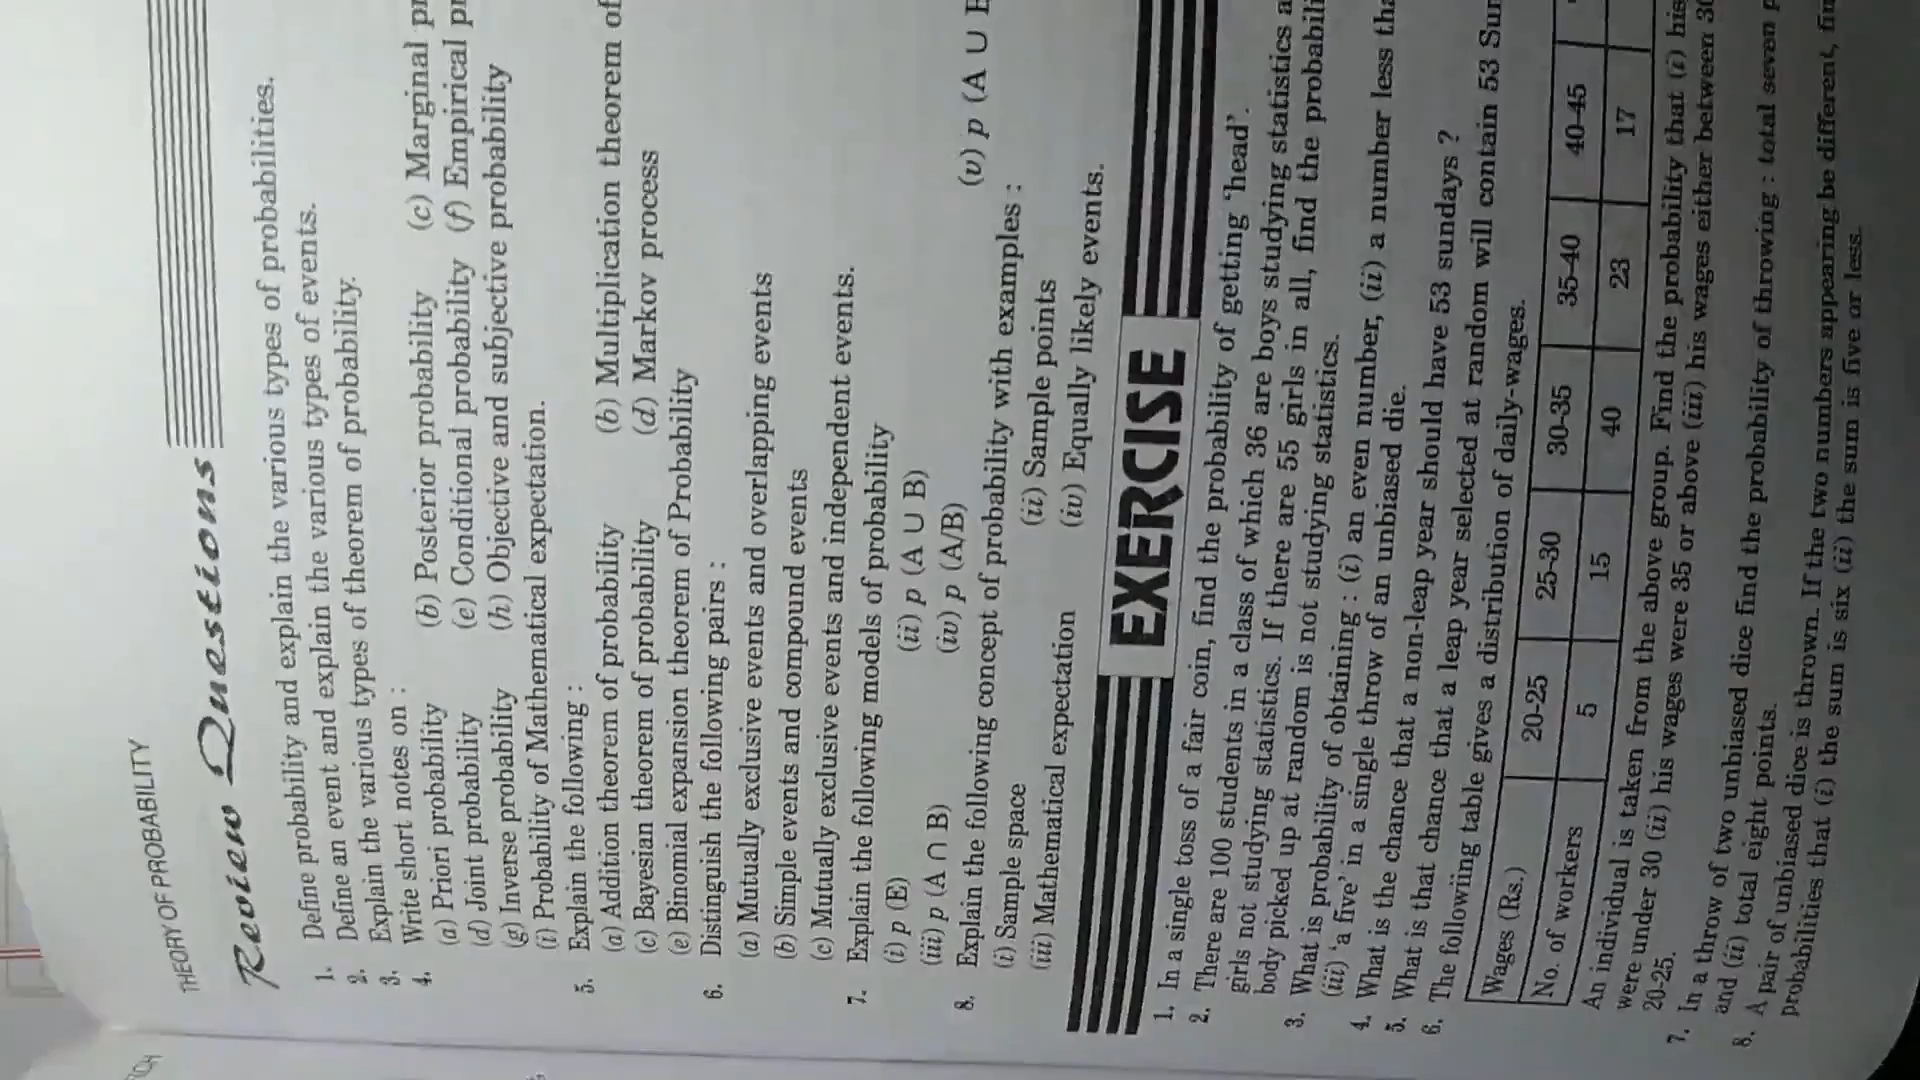 THEORY OF PROBABILITY
Review Questions
1. Define probability and explain the various types of probabilities.
2. Define an event and explain the various types of events.
3. Explain the various types of theorem of probability.
4. Write short notes on :
(a) Priori probability (b) Posterior probability (c) Marginal
(d) Joint probability (e) Conditional probability (f) Empirical
(g) Inverse probability (h) Objective and subjective probability
(i) Probability of Mathematical expectation.
5. Explain the following :
(a) Addition theorem of probability (b) Multiplication theorem of
(c) Bayesian theorem of probability (d) Markov process
(e) Binomial expansion theorem of Probability
6. Distinguish the following pairs :
(a) Mutually exclusive events and overlapping events
(b) Simple events and compound events
(c) Mutually exclusive events and independent events.
7. Explain the following models of probability
(i) p (E) (ii) p (A ∪ B)
(iii) p (A ∩ B) (iv) p (A/B) (v) p (A ∪
8. Explain the following concept of probability with examples :
(i) Sample space (ii) Sample points
(iii) Mathematical expectation (iv) Equally likely events.
EXERCISE
1. In a single toss of a fair coin, find the probability of getting 'head'.
2. There are 100 students in a class of which 36 are boys studying statistics
girls not studying statistics. If there are 55 girls in all, find the
body picked up at random is not studying statistics.
3. What is probability of obtaining : (i) an even number, (ii) a number less
(iii) 'a five' in a single throw of an unbiased die.
4. What is the chance that a non-leap year should have 53 sundays ?
5. What is that chance that a leap year selected at random will contain 53
6. The followiing table gives a distribution of daily-wages.
Wages (Rs.) 20-25 25-30 30-35 35-40 40-45
No. of workers 5 15 40 23 17
An individual is taken from the above group. Find the probability that (i) his
were under 30 (ii) his wages were 35 or above (iii) his wages either between 30
20-25.
7. In a throw of two unbiased dice find the probability of throwing : total seven
and (ii) total eight points.
8. A pair of unbiased dice is thrown. If the two numbers appearing be different,
probabilities that (i) the sum is six (ii) the sum is five or less.